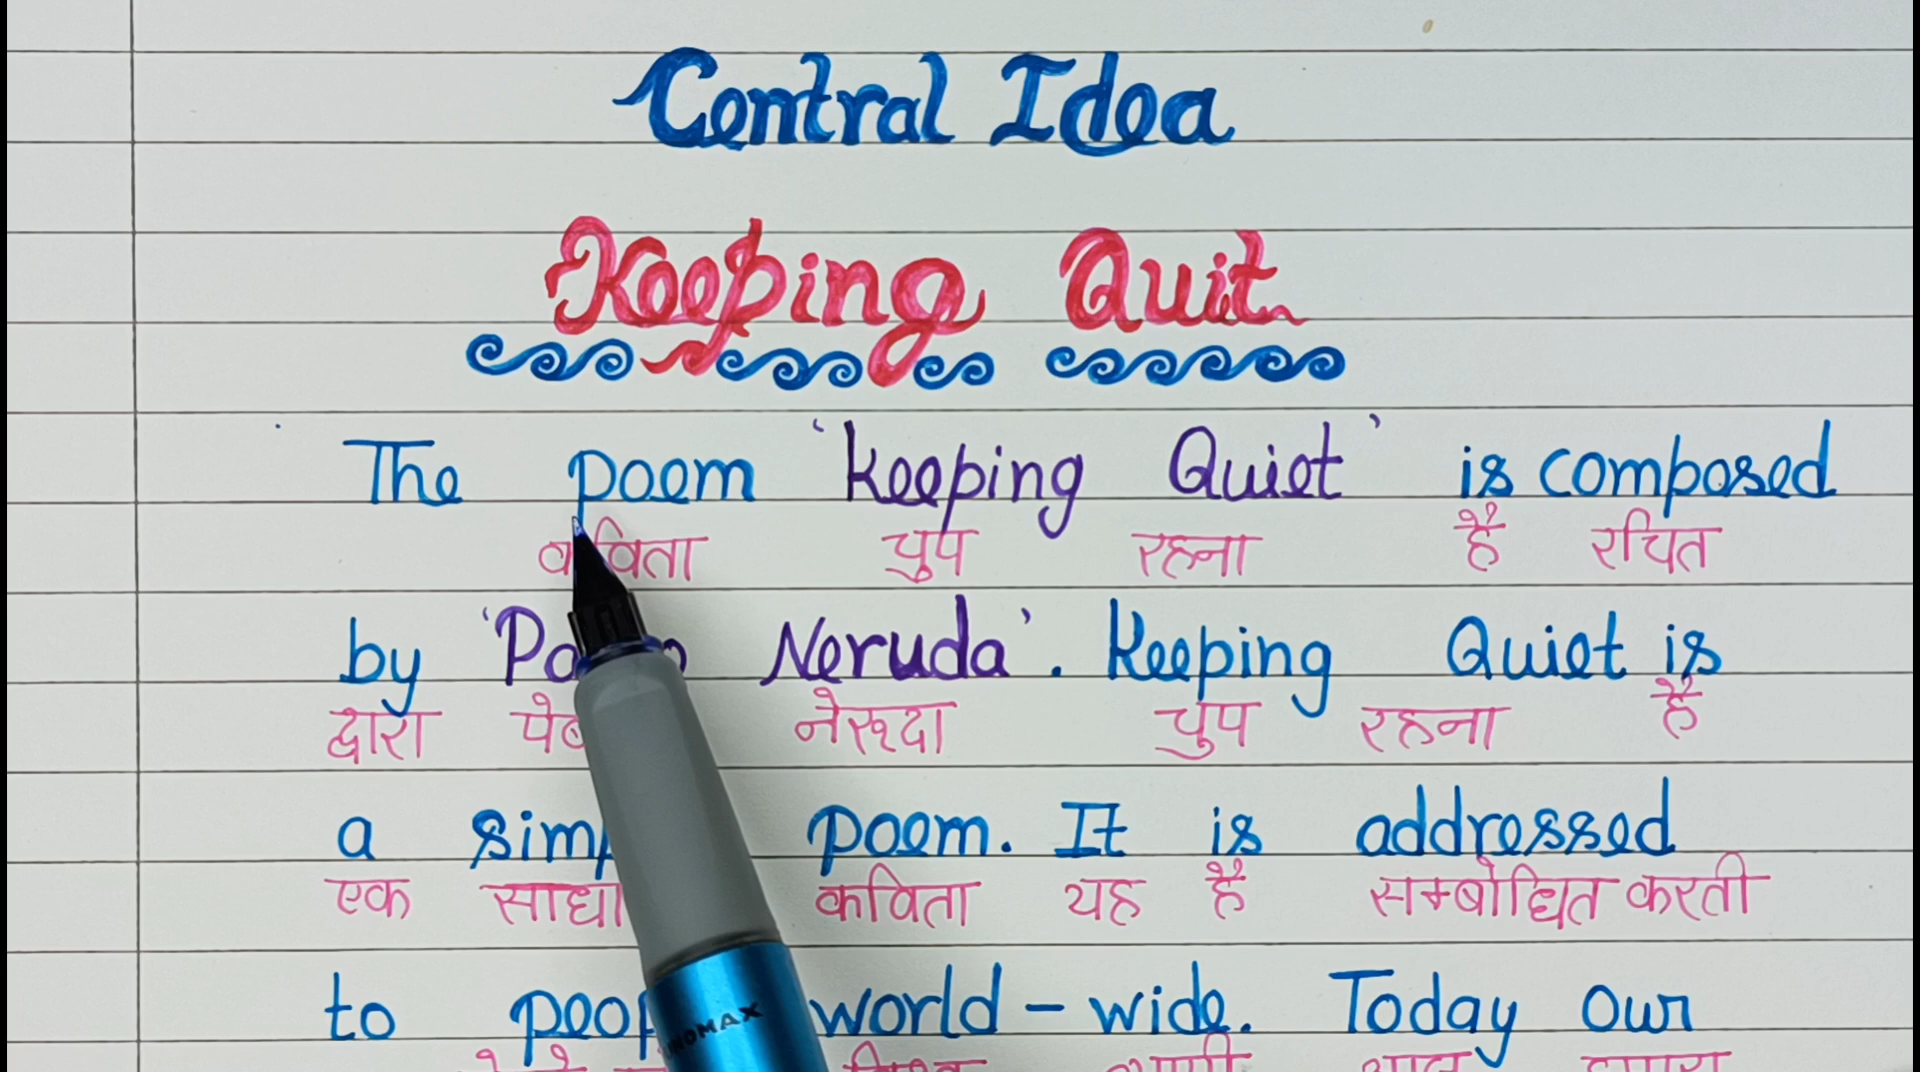 Central Idea
Keeping Quit
The poem 'keeping Quiet' is composed
कविता चुप रहना है रचित
by Neruda'. Keeping Quiet is
द्वारा नेरूदा चुप रहना है
a poem. It is addressed
एक कविता यह है सम्बोधित करती
to world-wide. Today our